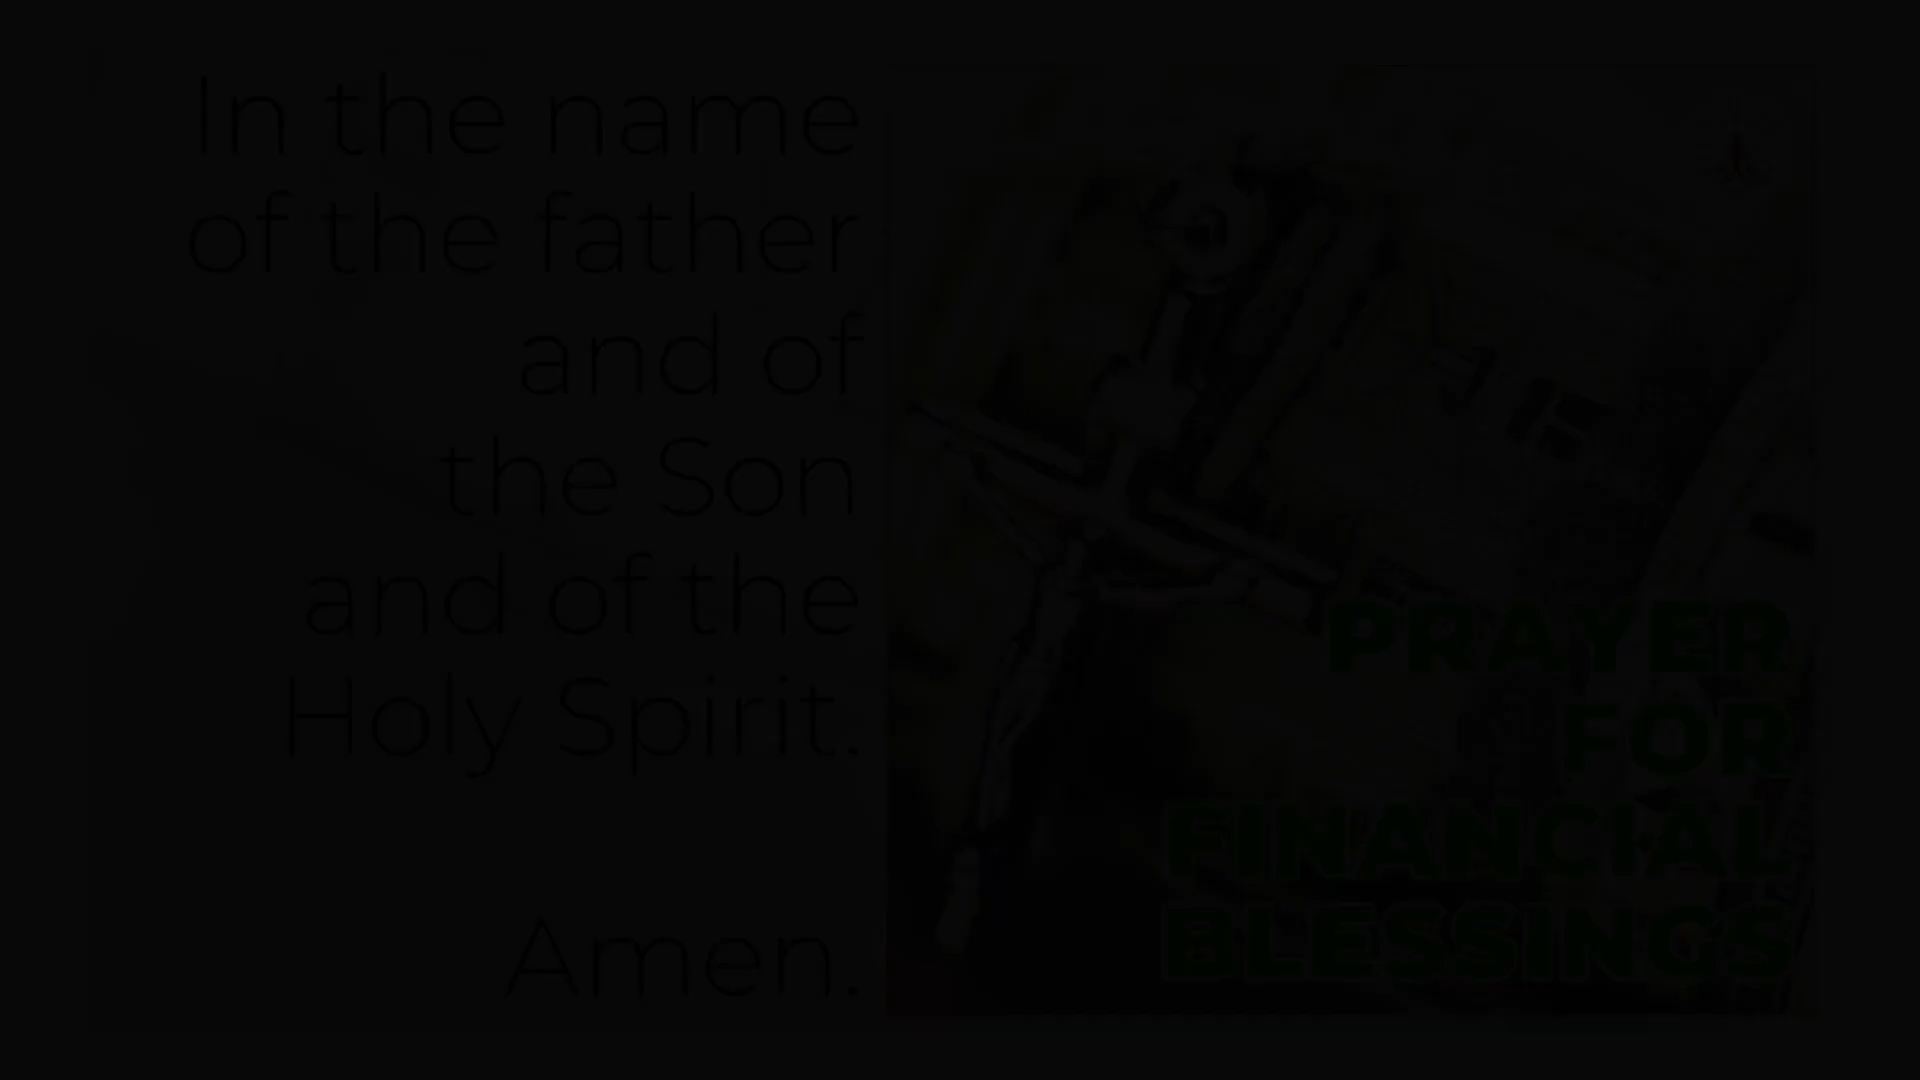 In the name
of the father
and of
the Son
and of the
Holy Spirit.
Amen.
PRAYER
FOR
FINANCIAL
BLESSINGS